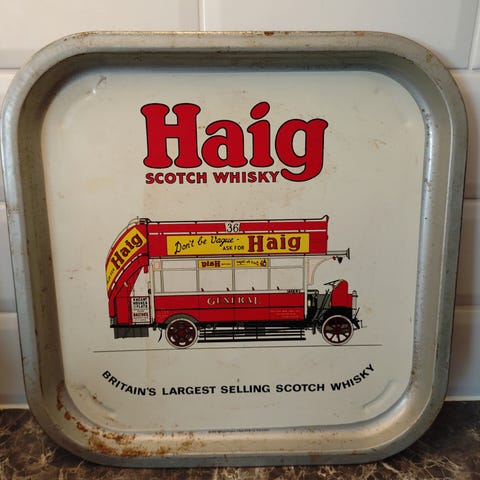 Haig
SCOTCH WHISKY
36
Don't be Vague -
ASK FOR Haig
Haig
GENERAL
BRITAIN'S LARGEST SELLING SCOTCH WHISKY